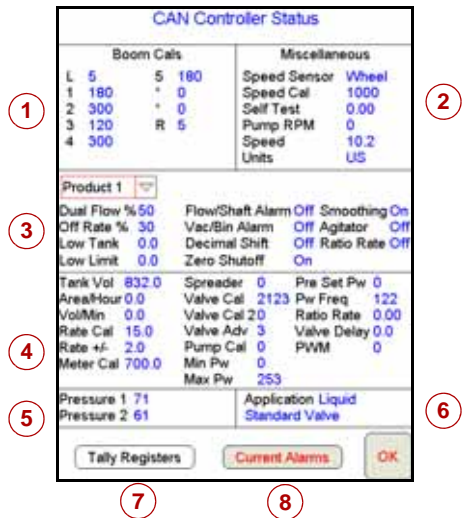 CAN Controller Status
Boom Cals
Miscellaneous
L 5 5 180
1 180 * 0
2 300 * 0
3 120 R 5
4 300
Speed Sensor Wheel
Speed Cal 1000
Self Test 0.00
Pump RPM 0
Speed 10.2
Units US
1
2
Product 1
Dual Flow % 50 Flow/Shaft Alarm Off Smoothing On
Off Rate % 30 Vac/Bin Alarm Off Agitator Off
Low Tank 0.0 Decimal Shift Off Ratio Rate Off
Low Limit 0.0 Zero Shutoff On
3
Tank Vol 832.0 Spreader 0 Pre Set Pw 0
Area/Hour 0.0 Valve Cal 2123 Pw Freq 122
Vol/Min 0.0 Valve Cal 2 0 Ratio Rate 0.00
Rate Cal 15.0 Valve Adv 3 Valve Delay 0.0
Rate +/- 2.0 Pump Cal 0 PWM 0
Meter Cal 700.0 Min Pw 0
Max Pw 253
4
Pressure 1 71
Pressure 2 61
5
Application Liquid
Standard Valve
6
Tally Registers
Current Alarms
OK
7
8